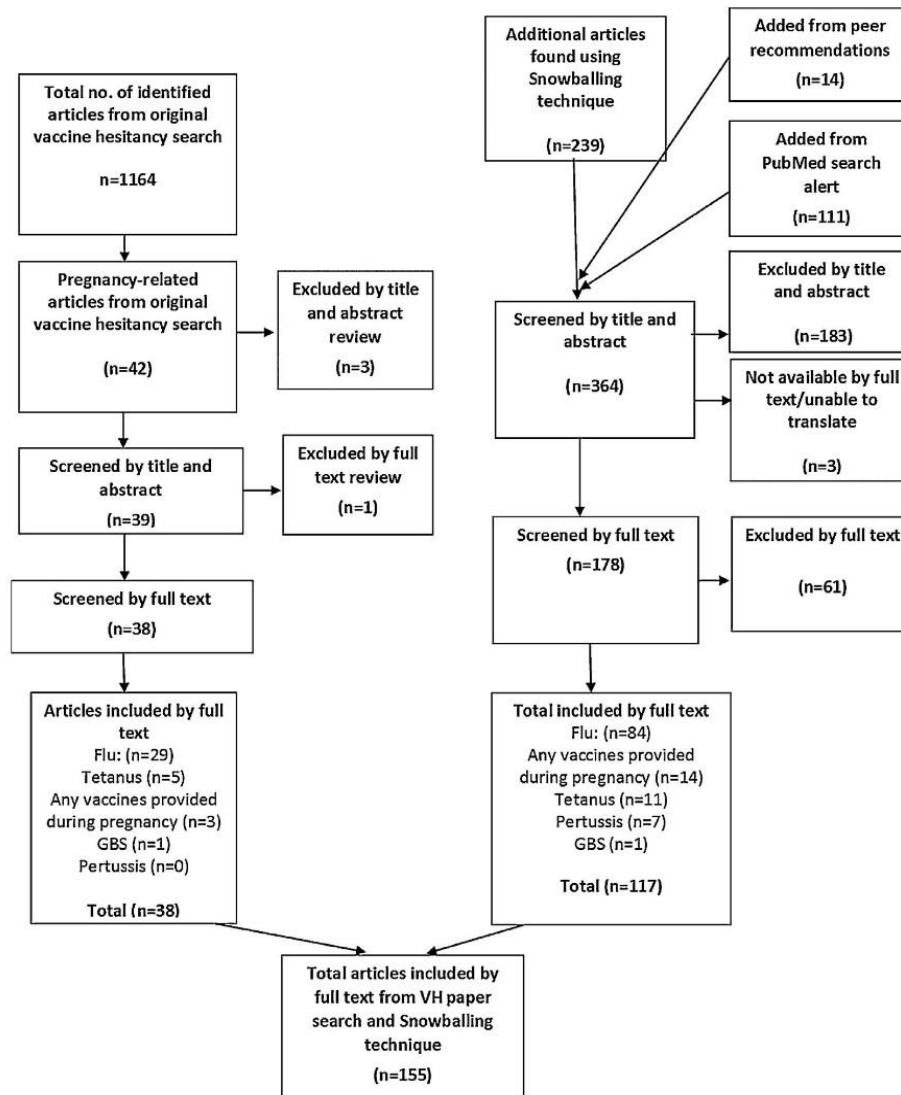 Total no. of identified
articles from original
vaccine hesitancy search
n=1164
Pregnancy-related
articles from original
vaccine hesitancy search
(n=42)
Excluded by title
and abstract
review
(n=3)
Screened by title and
abstract
(n=39)
Excluded by full
text review
(n=1)
Screened by full text
(n=38)
Articles included by full
text
Flu: (n=29)
Tetanus (n=5)
Any vaccines provided
during pregnancy (n=3)
GBS (n=1)
Pertussis (n=0)
Total (n=38)
Additional articles
found using
Snowballing
technique
(n=239)
Added from peer
recommendations
(n=14)
Added from
PubMed search
alert
(n=111)
Screened by title and
abstract
(n=364)
Excluded by title
and abstract
(n=183)
Not available by full
text/unable to
translate
(n=3)
Screened by full text
(n=178)
Excluded by full text
(n=61)
Total included by full text
Flu: (n=84)
Any vaccines provided
during pregnancy (n=14)
Tetanus (n=11)
Pertussis (n=7)
GBS (n=1)
Total (n=117)
Total articles included by
full text from VH paper
search and Snowballing
technique
(n=155)